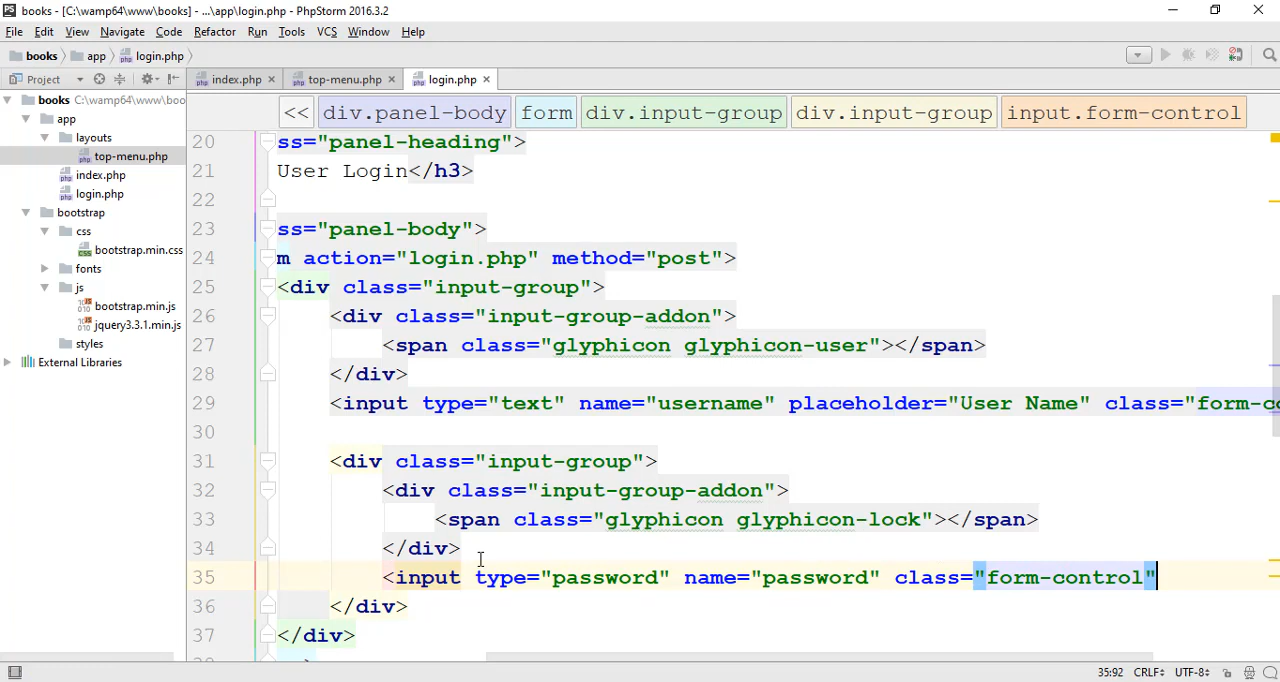 books - [C:\wamp64\www\books] - ...\app\login.php - PhpStorm 2016.3.2
File Edit View Navigate Code Refactor Run Tools VCS Window Help
books app login.php
Project index.php top-menu.php login.php
books C:\wamp64\www\boo
app
layouts
top-menu.php
index.php
login.php
bootstrap
css
bootstrap.min.css
fonts
js
bootstrap.min.js
jquery3.3.1.min.js
styles
External Libraries
<< div.panel-body form div.input-group div.input-group input.form-control
20 ss="panel-heading">
21 User Login</h3>
22
23 ss="panel-body">
24 m action="login.php" method="post">
25 <div class="input-group">
26 <div class="input-group-addon">
27 <span class="glyphicon glyphicon-user"></span>
28 </div>
29 <input type="text" name="username" placeholder="User Name" class="form-co
30
31 <div class="input-group">
32 <div class="input-group-addon">
33 <span class="glyphicon glyphicon-lock"></span>
34 </div>
35 <input type="password" name="password" class="form-control"
36 </div>
37 </div>
35:92 CRLF UTF-8